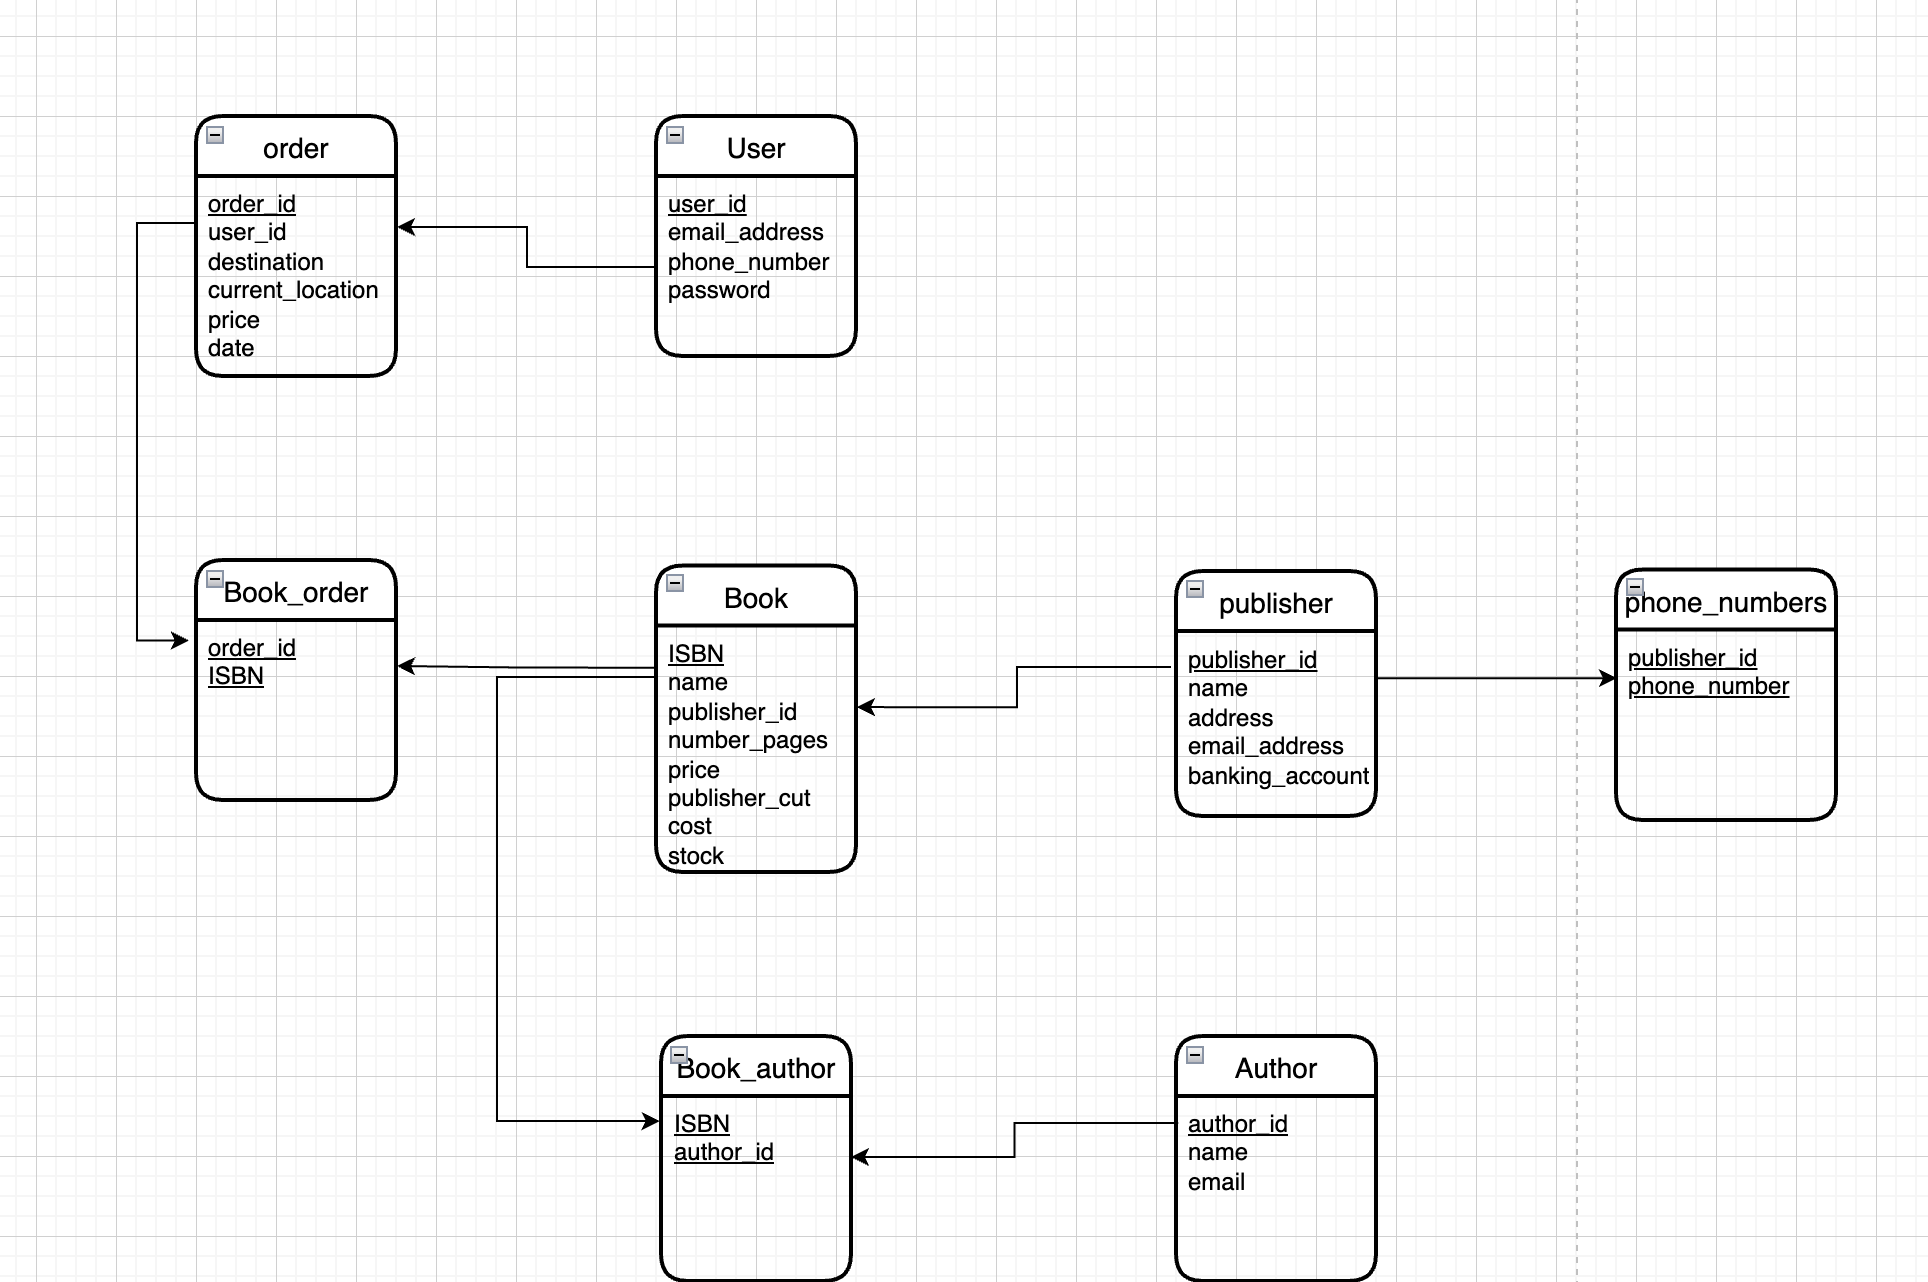 order
order_id
user_id
destination
current_location
price
date
User
user_id
email_address
phone_number
password
Book_order
order_id
ISBN
Book
ISBN
name
publisher_id
number_pages
price
publisher_cut
cost
stock
publisher
publisher_id
name
address
email_address
banking_account
phone_numbers
publisher_id
phone_number
Book_author
ISBN
author_id
Author
author_id
name
email